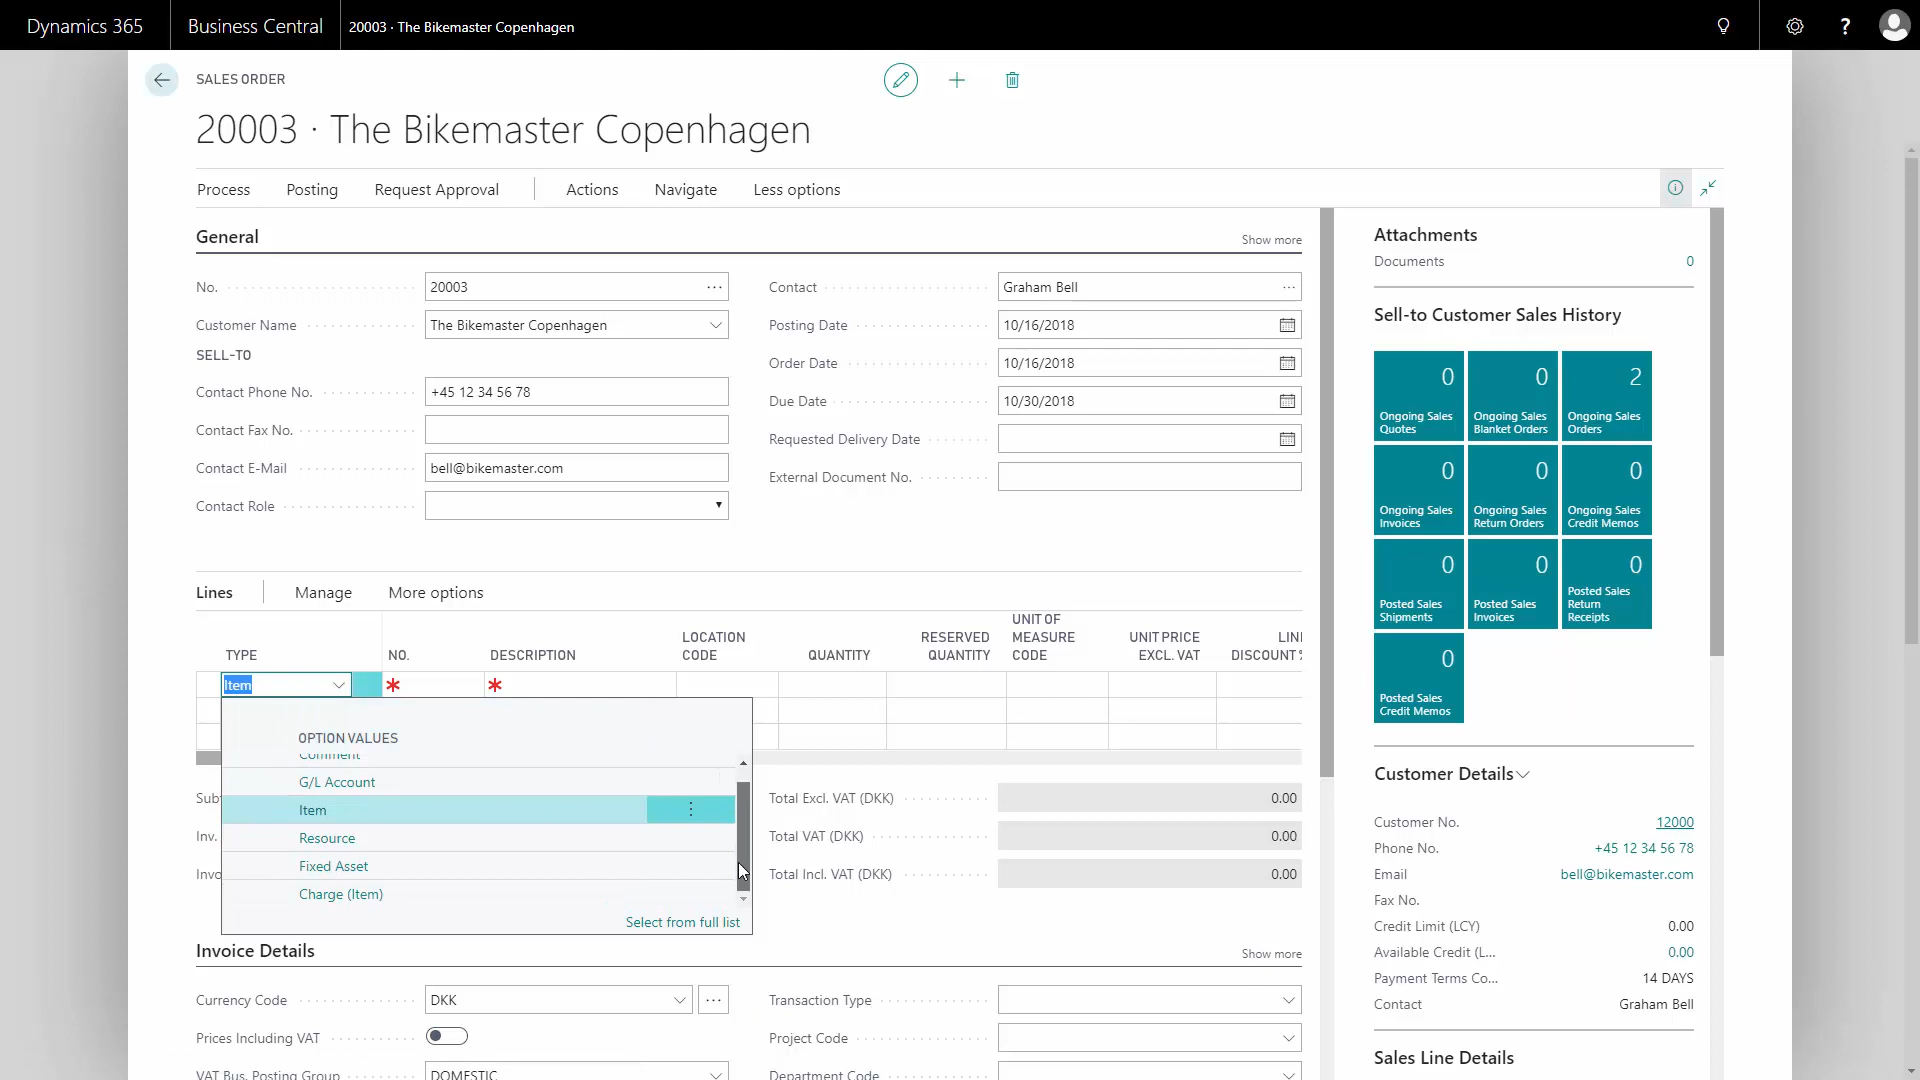 Dynamics 365 Business Central 20003 · The Bikemaster Copenhagen ?
SALES ORDER
20003 · The Bikemaster Copenhagen
Process Posting Request Approval Actions Navigate Less options
General Show more
No. 20003
Customer Name The Bikemaster Copenhagen
SELL-TO
Contact Phone No. +45 12 34 56 78
Contact Fax No.
Contact E-Mail bell@bikemaster.com
Contact Role
Contact Graham Bell
Posting Date 10/16/2018
Order Date 10/16/2018
Due Date 10/30/2018
Requested Delivery Date
External Document No.
Lines Manage More options
TYPE
NO.
DESCRIPTION
LOCATION
CODE
QUANTITY
RESERVED
QUANTITY
UNIT OF
MEASURE
CODE
UNIT PRICE
EXCL. VAT
LIN
DISCOUNT
Item * *
OPTION VALUES
Comment
G/L Account
Item
Resource
Fixed Asset
Charge (Item)
Select from full list
Sub
Inv.
Invo
Total Excl. VAT (DKK) 0.00
Total VAT (DKK) 0.00
Total Incl. VAT (DKK) 0.00
Invoice Details Show more
Currency Code DKK
Prices Including VAT
VAT Bus. Posting Group DOMESTIC
Transaction Type
Project Code
Department Code
Attachments
Documents 0
Sell-to Customer Sales History
0
Ongoing Sales
Quotes
0
Ongoing Sales
Blanket Orders
2
Ongoing Sales
Orders
0
Ongoing Sales
Invoices
0
Ongoing Sales
Return Orders
0
Ongoing Sales
Credit Memos
0
Posted Sales
Shipments
0
Posted Sales
Invoices
0
Posted Sales
Return
Receipts
0
Posted Sales
Credit Memos
Customer Details
Customer No. 12000
Phone No. +45 12 34 56 78
Email bell@bikemaster.com
Fax No.
Credit Limit (LCY) 0.00
Available Credit (L... 0.00
Payment Terms Co... 14 DAYS
Contact Graham Bell
Sales Line Details